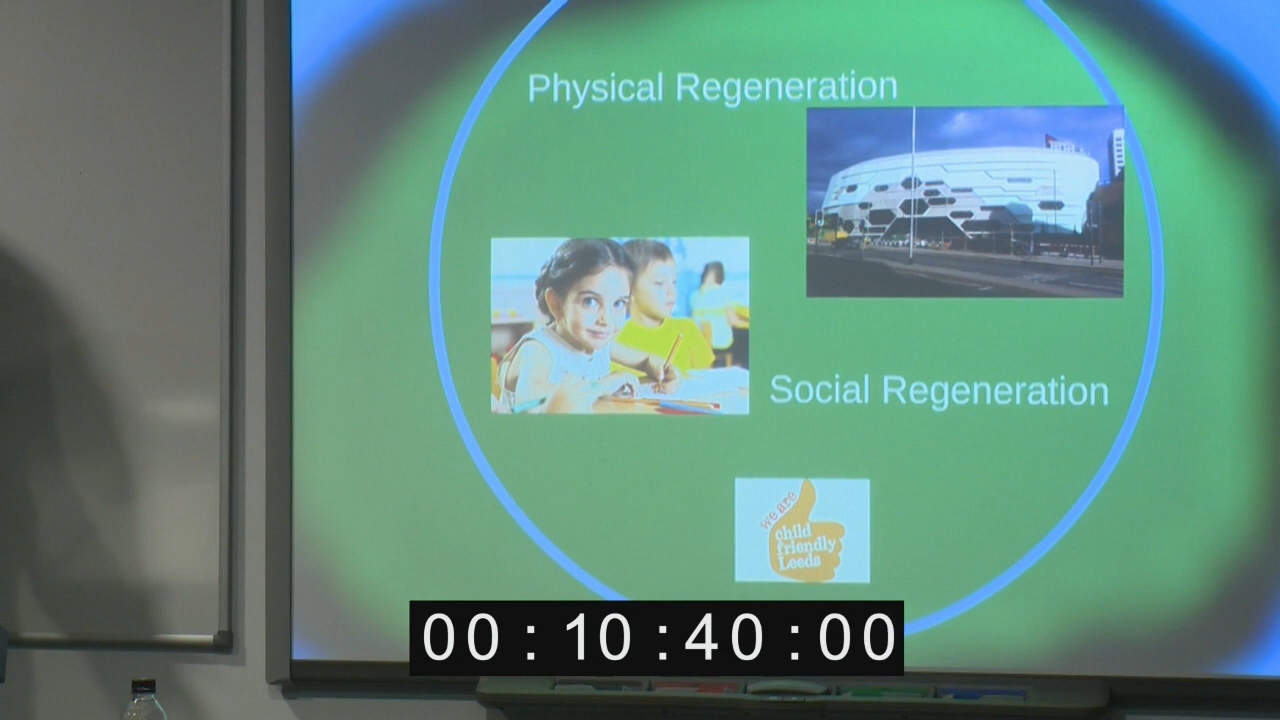 Physical Regeneration
Social Regeneration
we are
child
friendly
Leeds
00:10:40:00